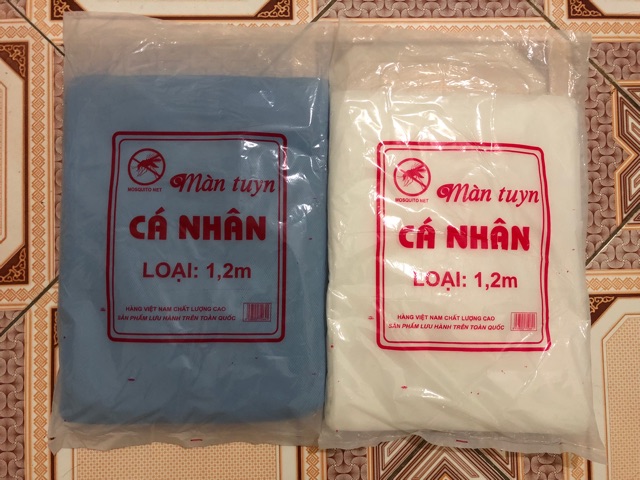 MOSQUITO NET
Màn tuyn
CÁ NHÂN
LOẠI: 1,2m
HÀNG VIỆT NAM CHẤT LƯỢNG CAO
SẢN PHẨM LƯU HÀNH TRÊN TOÀN QUỐC
MOSQUITO NET
Màn tuyn
CÁ NHÂN
LOẠI: 1,2m
HÀNG VIỆT NAM CHẤT LƯỢNG CAO
SẢN PHẨM LƯU HÀNH TRÊN TOÀN QUỐC